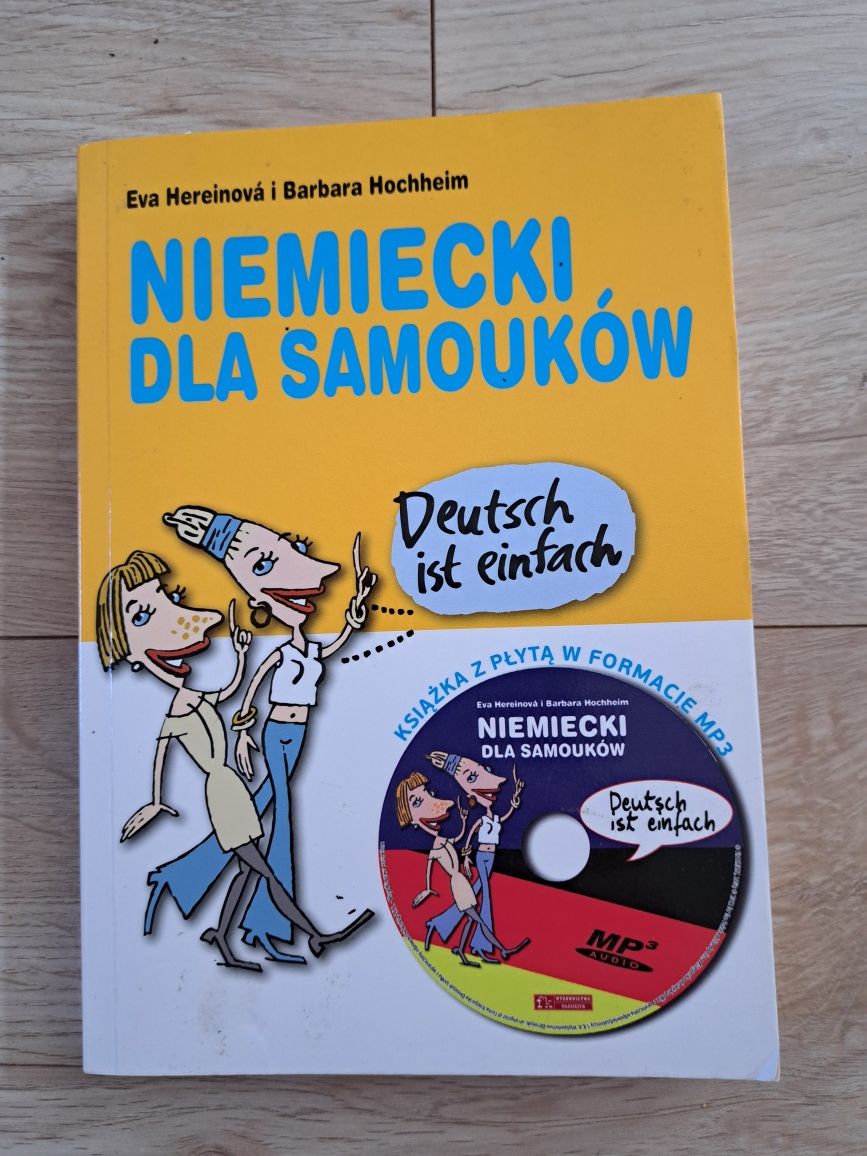 Eva Hereinová i Barbara Hochheim
NIEMIECKI
DLA SAMOUKÓW
Deutsch
ist einfach
KSIĄŻKA Z PŁYTĄ W FORMACIE MP3
Eva Hereinová i Barbara Hochheim
NIEMIECKI
DLA SAMOUKÓW
Deutsch
ist einfach
MP3
AUDIO
WYDAWNICTWO